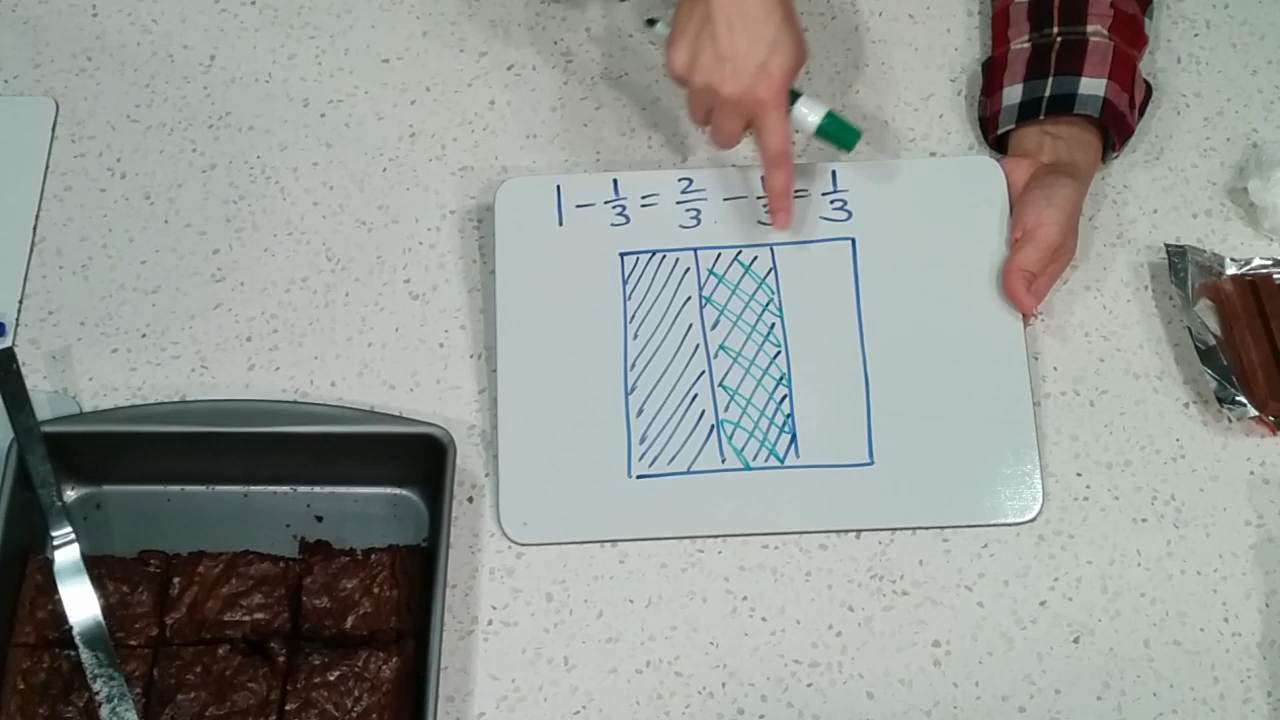 1 - 1/3 = 2/3 - 1/3 = 1/3